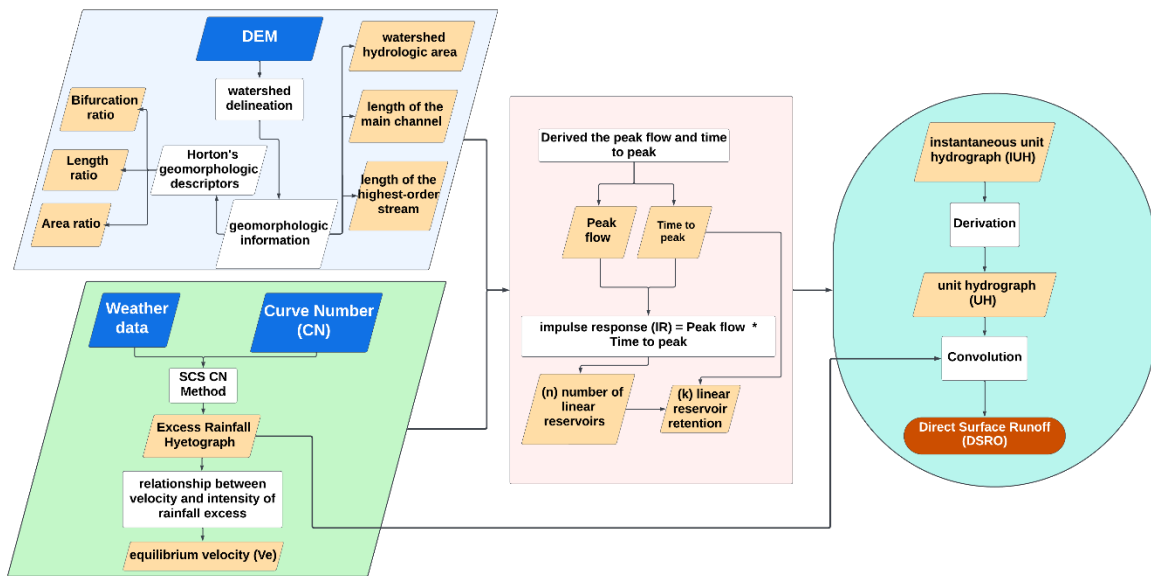 DEM
watershed
delineation
watershed
hydrologic area
Bifurcation
ratio
length of the
main channel
Length
ratio
Horton's
geomorphologic
descriptors
length of the
highest-order
stream
Area ratio
geomorphologic
information
Weather
data
Curve Number
(CN)
SCS CN
Method
Excess Rainfall
Hyetograph
relationship between
velocity and intensity of
rainfall excess
equilibrium velocity (Ve)
Derived the peak flow and time
to peak
Peak
flow
Time to
peak
impulse response (IR) = Peak flow *
Time to peak
(n) number of
linear
reservoirs
(k) linear
reservoir
retention
instantaneous unit
hydrograph (IUH)
Derivation
unit hydrograph
(UH)
Convolution
Direct Surface Runoff
(DSRO)